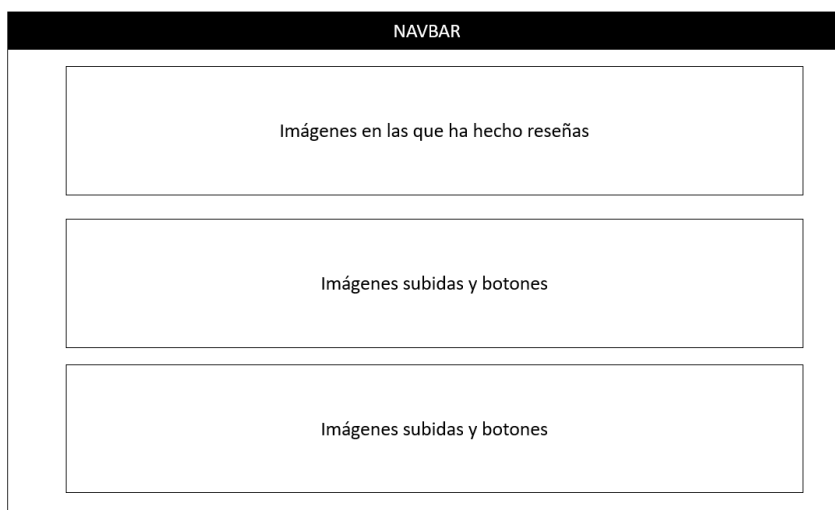 NAVBAR
Imágenes en las que ha hecho reseñas
Imágenes subidas y botones
Imágenes subidas y botones